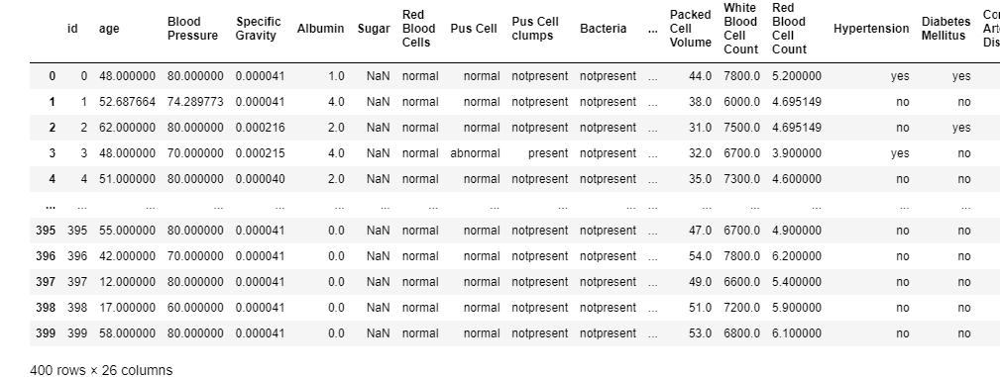 id age Blood Pressure Specific Gravity Albumin Sugar Red Blood Cells Pus Cell Pus Cell clumps Bacteria ... Packed Cell Volume White Blood Cell Count Red Blood Cell Count Hypertension Diabetes Mellitus
0 0 48.000000 80.000000 0.000041 1.0 NaN normal normal notpresent notpresent ... 44.0 7800.0 5.200000 yes yes
1 1 52.687664 74.289773 0.000041 4.0 NaN normal normal notpresent notpresent ... 38.0 6000.0 4.695149 no no
2 2 62.000000 80.000000 0.000216 2.0 NaN normal normal notpresent notpresent ... 31.0 7500.0 4.695149 no yes
3 3 48.000000 70.000000 0.000215 4.0 NaN normal abnormal present notpresent ... 32.0 6700.0 3.900000 yes no
4 4 51.000000 80.000000 0.000040 2.0 NaN normal normal notpresent notpresent ... 35.0 7300.0 4.600000 no no
... ... ... ... ... ... ... ... ... ... ... ... ... ... ... ... ...
395 395 55.000000 80.000000 0.000041 0.0 NaN normal normal notpresent notpresent ... 47.0 6700.0 4.900000 no no
396 396 42.000000 70.000000 0.000041 0.0 NaN normal normal notpresent notpresent ... 54.0 7800.0 6.200000 no no
397 397 12.000000 80.000000 0.000041 0.0 NaN normal normal notpresent notpresent ... 49.0 6600.0 5.400000 no no
398 398 17.000000 60.000000 0.000041 0.0 NaN normal normal notpresent notpresent ... 51.0 7200.0 5.900000 no no
399 399 58.000000 80.000000 0.000041 0.0 NaN normal normal notpresent notpresent ... 53.0 6800.0 6.100000 no no
400 rows × 26 columns